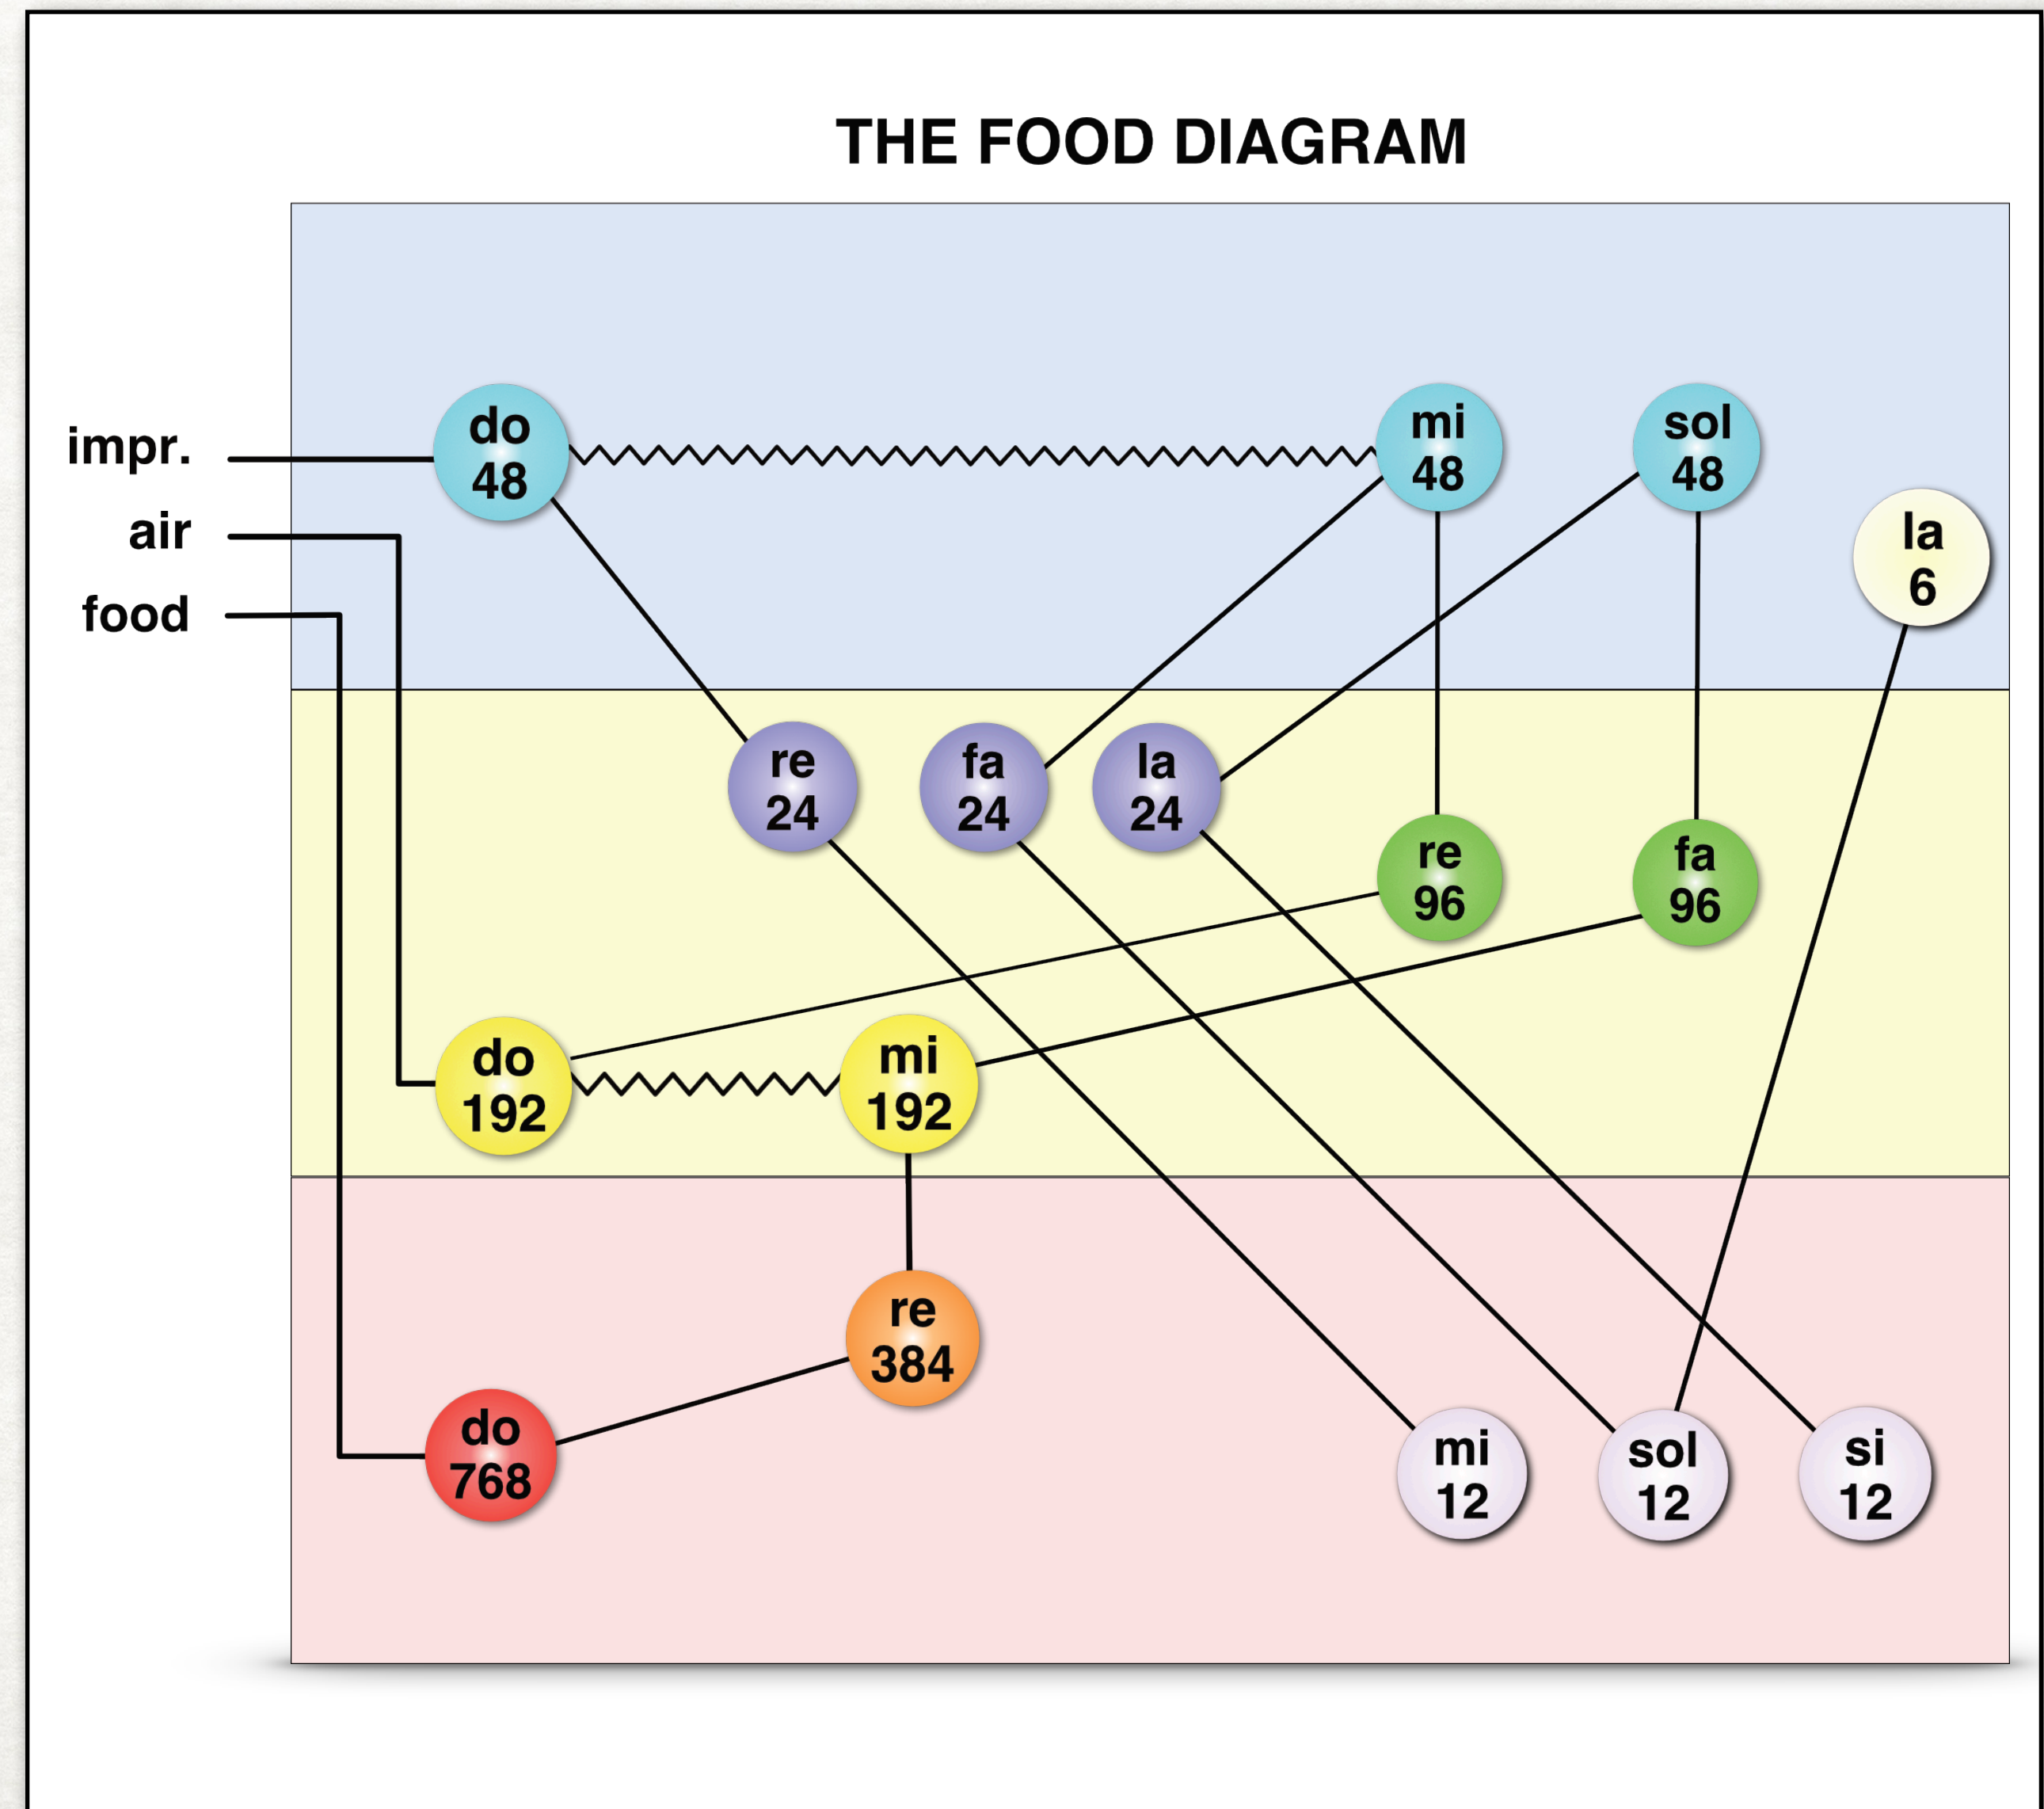 THE FOOD DIAGRAM
impr.
air
food
do
48
mi
48
sol
48
la
6
re
24
fa
24
la
24
re
96
fa
96
do
192
mi
192
re
384
do
768
mi
12
sol
12
si
12